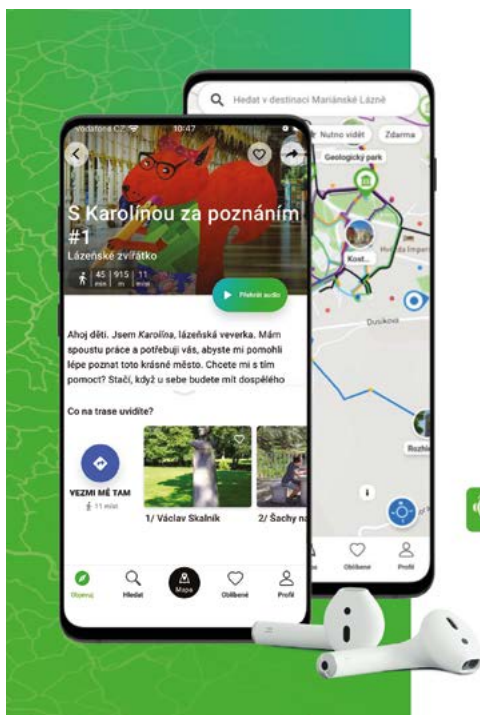 vodafone CZ
10:47
S Karolínou za poznáním
#1
Lázeňské zvířátko
45 | 915 | 11
min m míst
Přehrát audio
Ahoj děti. Jsem Karolína, lázeňská veverka. Mám
spoustu práce a potřebuji vás, abyste mi pomohli
lépe poznat toto krásné město. Chcete mi s tím
pomoct? Stačí, když u sebe budete mít dospělého
Co na trase uvidíte?
VEZMI MĚ TAM
11 míst
1/ Václav Skalník
2/ Šachy na
Objevuj
Hledat
Mapa
Oblíbené
Profil
Hledat v destinaci Mariánské Lázně
Nutno vidět
Zdarma
Geologický park
Kost...
Dusíkova
Rozhle
Oblíbené
Profil